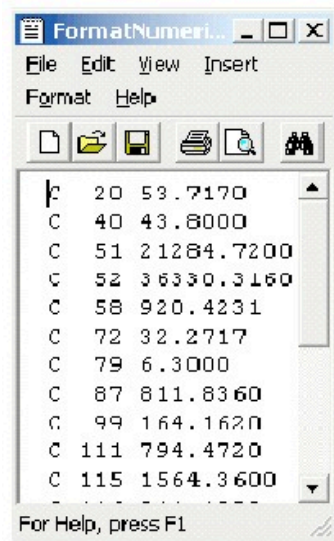 FormatNumeri...
File Edit View Insert
Format Help
C 20 53.7170
C 40 43.8000
C 51 21284.7200
C 52 36330.3160
C 58 920.4231
C 72 32.2717
C 79 6.3000
C 87 811.8360
C 99 164.1620
C 111 794.4720
C 115 1564.3600
For Help, press F1